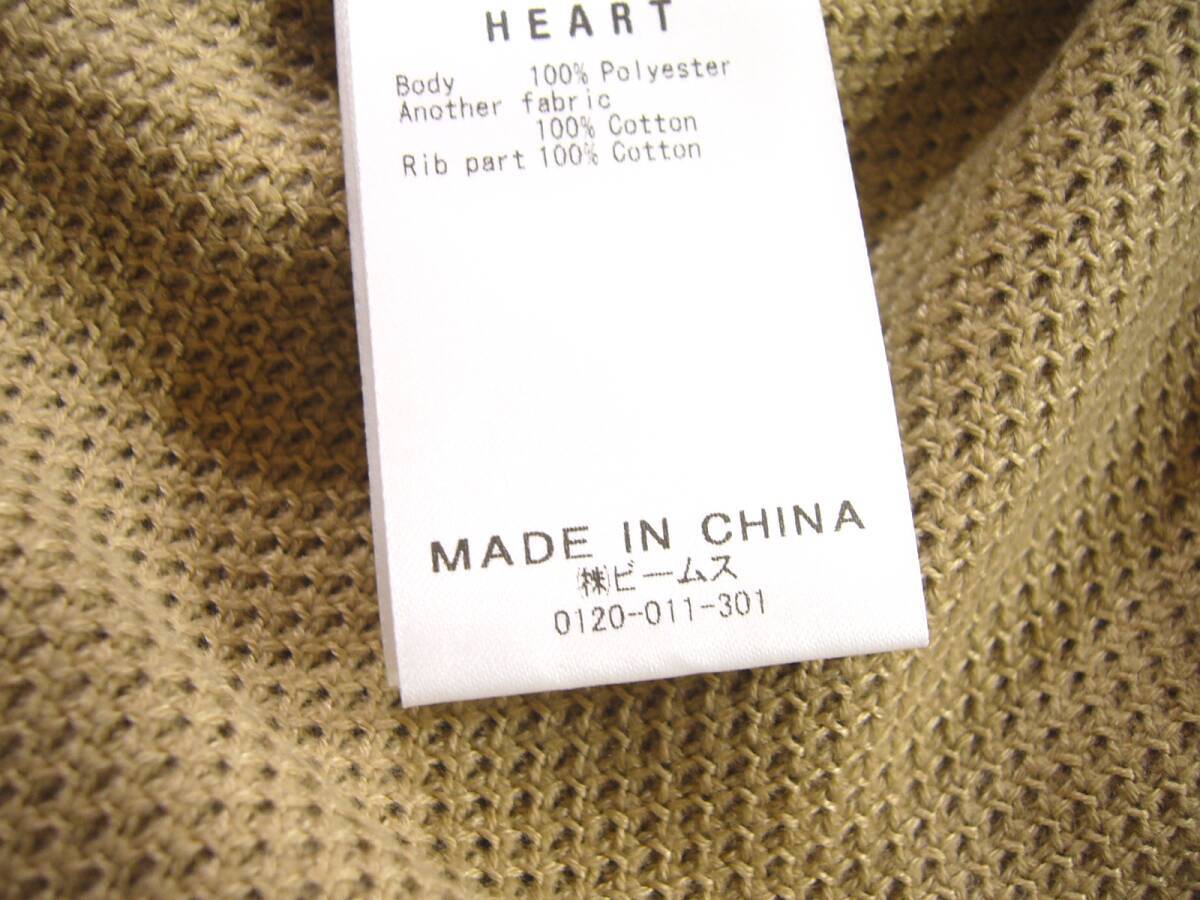 HEART
Body 100% Polyester
Another fabric
100% Cotton
Rib part 100% Cotton
MADE IN CHINA
㈱ビームス
0120-011-301